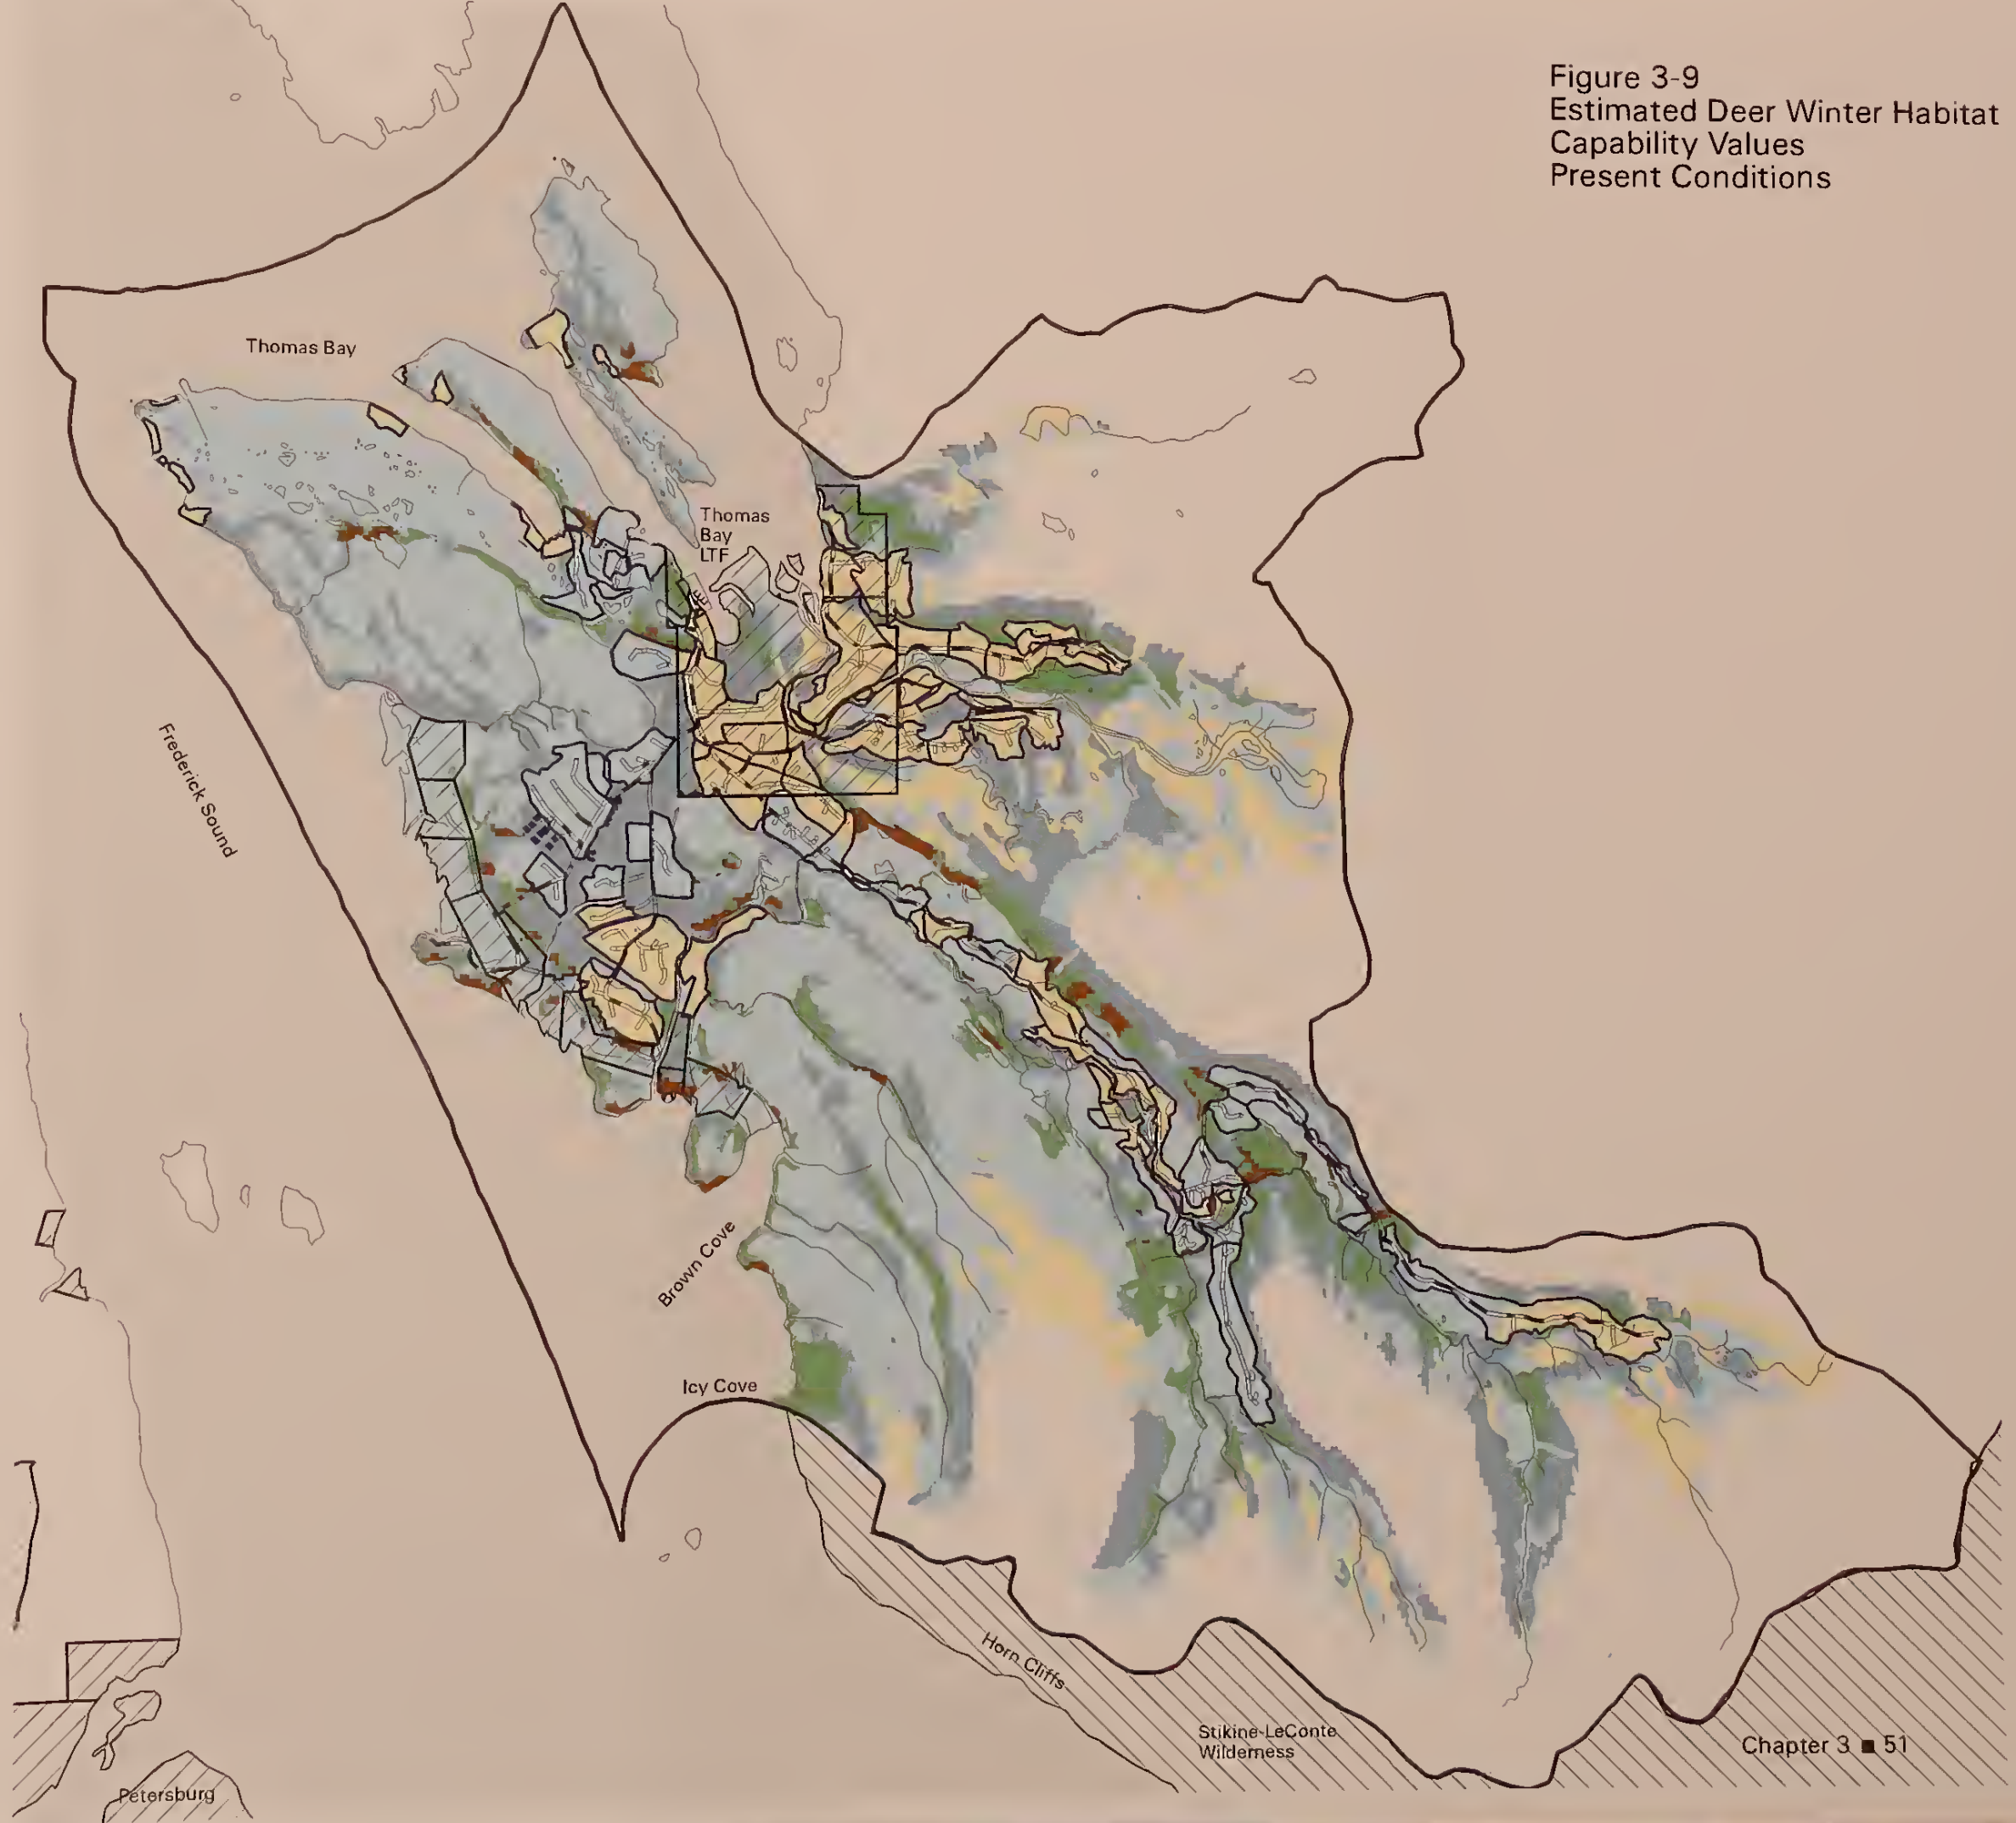 Figure 3-9
Estimated Deer Winter Habitat
Capability Values
Present Conditions
Thomas Bay
Thomas
Bay
LTF
Frederick Sound
Brown Cove
Icy Cove
Horn Cliffs
Stikine-LeConte
Wilderness
Chapter 3 ■ 51
Petersburg